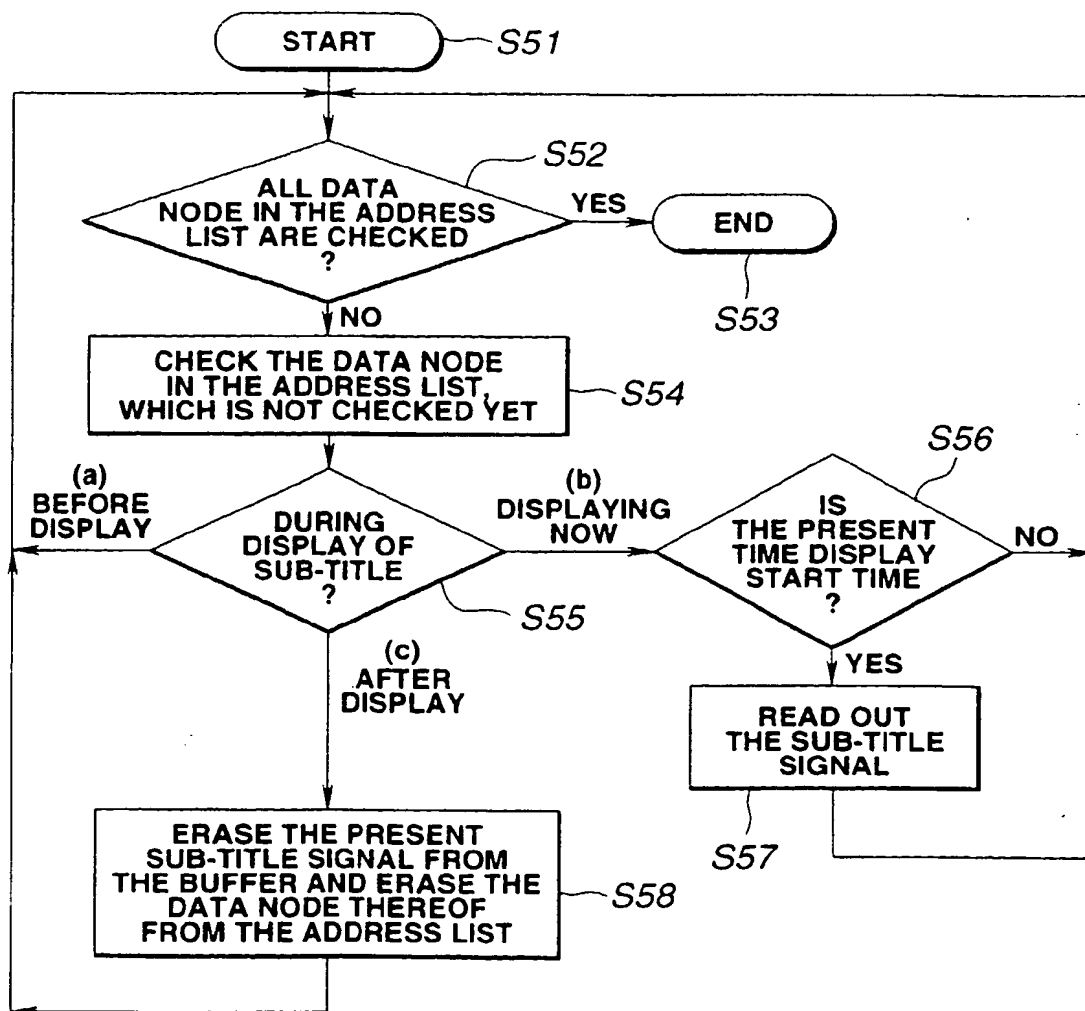 START
S51
S52
ALL DATA
NODE IN THE ADDRESS
LIST ARE CHECKED
?
YES
END
S53
NO
CHECK THE DATA NODE
IN THE ADDRESS LIST,
WHICH IS NOT CHECKED YET
S54
(a)
BEFORE
DISPLAY
DURING
DISPLAY OF
SUB-TITLE
?
S55
(b)
DISPLAYING
NOW
S56
IS
THE PRESENT
TIME DISPLAY
START TIME
?
NO
YES
READ OUT
THE SUB-TITLE
SIGNAL
S57
(c)
AFTER
DISPLAY
ERASE THE PRESENT
SUB-TITLE SIGNAL FROM
THE BUFFER AND ERASE THE
DATA NODE THEREOF
FROM THE ADDRESS LIST
S58